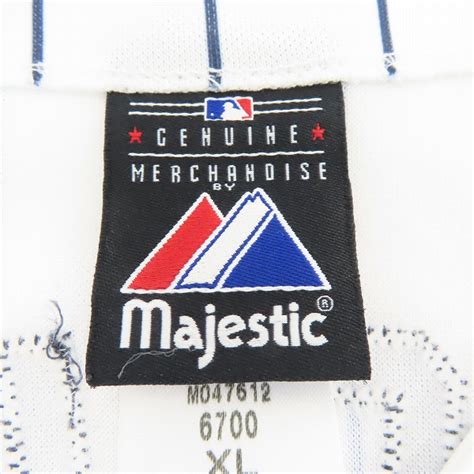 GENUINE
MERCHANDISE
BY
Majestic®
M047612
6700
XL